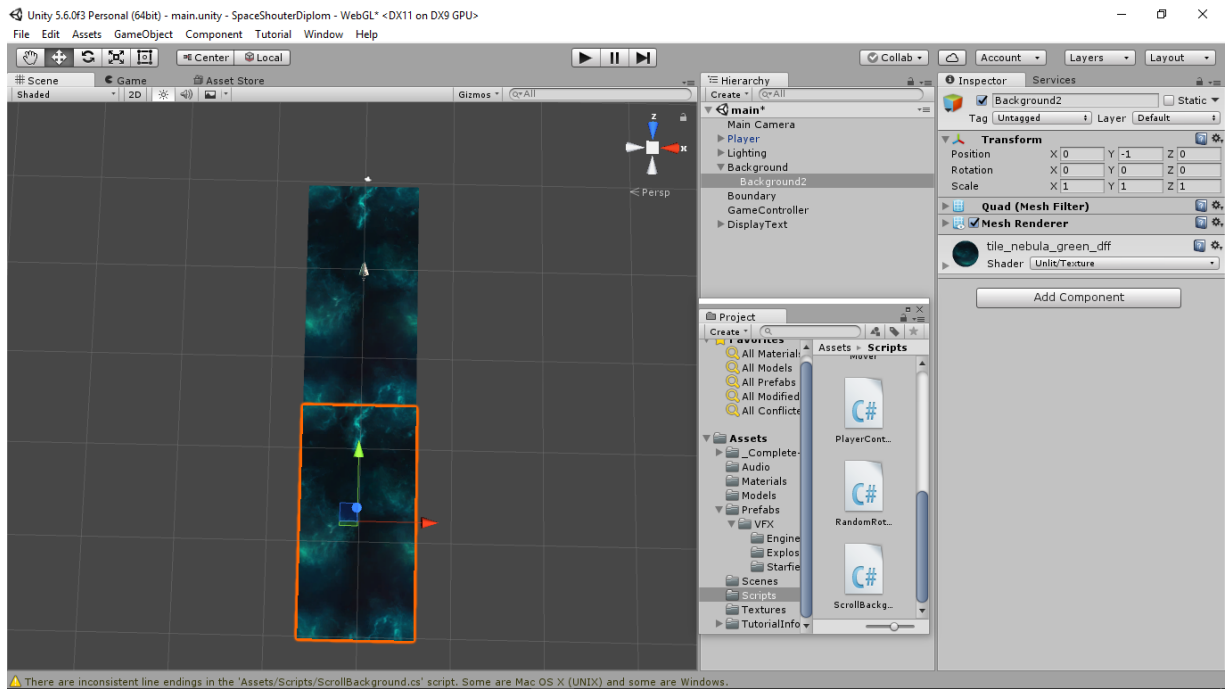 Unity 5.6.0f3 Personal (64bit) - main.unity - SpaceShouterDiplom - WebGL* <DX11 on DX9 GPU>
File Edit Assets GameObject Component Tutorial Window Help
Center Local Collab Account Layers Layout
Scene Game Asset Store
Shaded 2D Gizmos All
z
x
Persp
Hierarchy
Create All
main*
Main Camera
Player
Lighting
Background
Background2
Boundary
GameController
DisplayText
Project
Create
Favorites
All Material
All Models
All Prefabs
All Modified
All Conflicte
Assets
_Complete-
Audio
Materials
Models
Prefabs
VFX
Engine
Explos
Starfie
Scenes
Scripts
Textures
TutorialInfo
Assets Scripts
Mover
C#
PlayerCont...
C#
RandomRot...
C#
ScrollBackg...
Inspector Services
Background2 Static
Tag Untagged Layer Default
Transform
Position X 0 Y -1 Z 0
Rotation X 0 Y 0 Z 0
Scale X 1 Y 1 Z 1
Quad (Mesh Filter)
Mesh Renderer
tile_nebula_green_dff
Shader Unlit/Texture
Add Component
There are inconsistent line endings in the 'Assets/Scripts/ScrollBackground.cs' script. Some are Mac OS X (UNIX) and some are Windows.